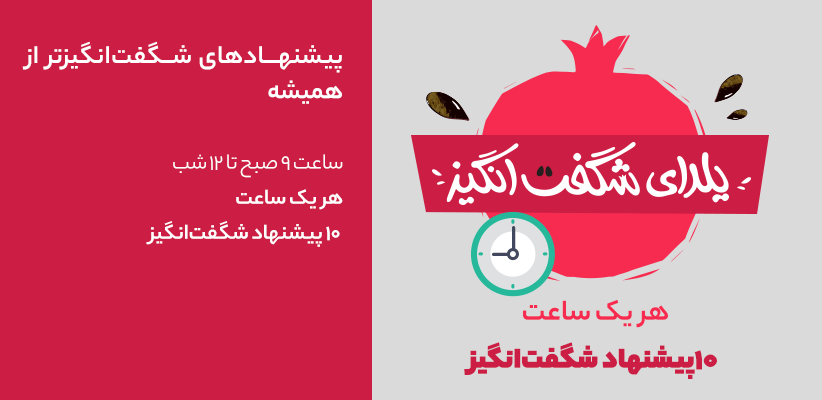 پیشنهادهای شگفت‌انگیزتر از
همیشه
ساعت ۹ صبح تا ۱۲ شب
هر یک ساعت
۱۰ پیشنهاد شگفت‌انگیز
یلدای شگفت انگیز
هر یک ساعت
۱۰ پیشنهاد شگفت‌انگیز